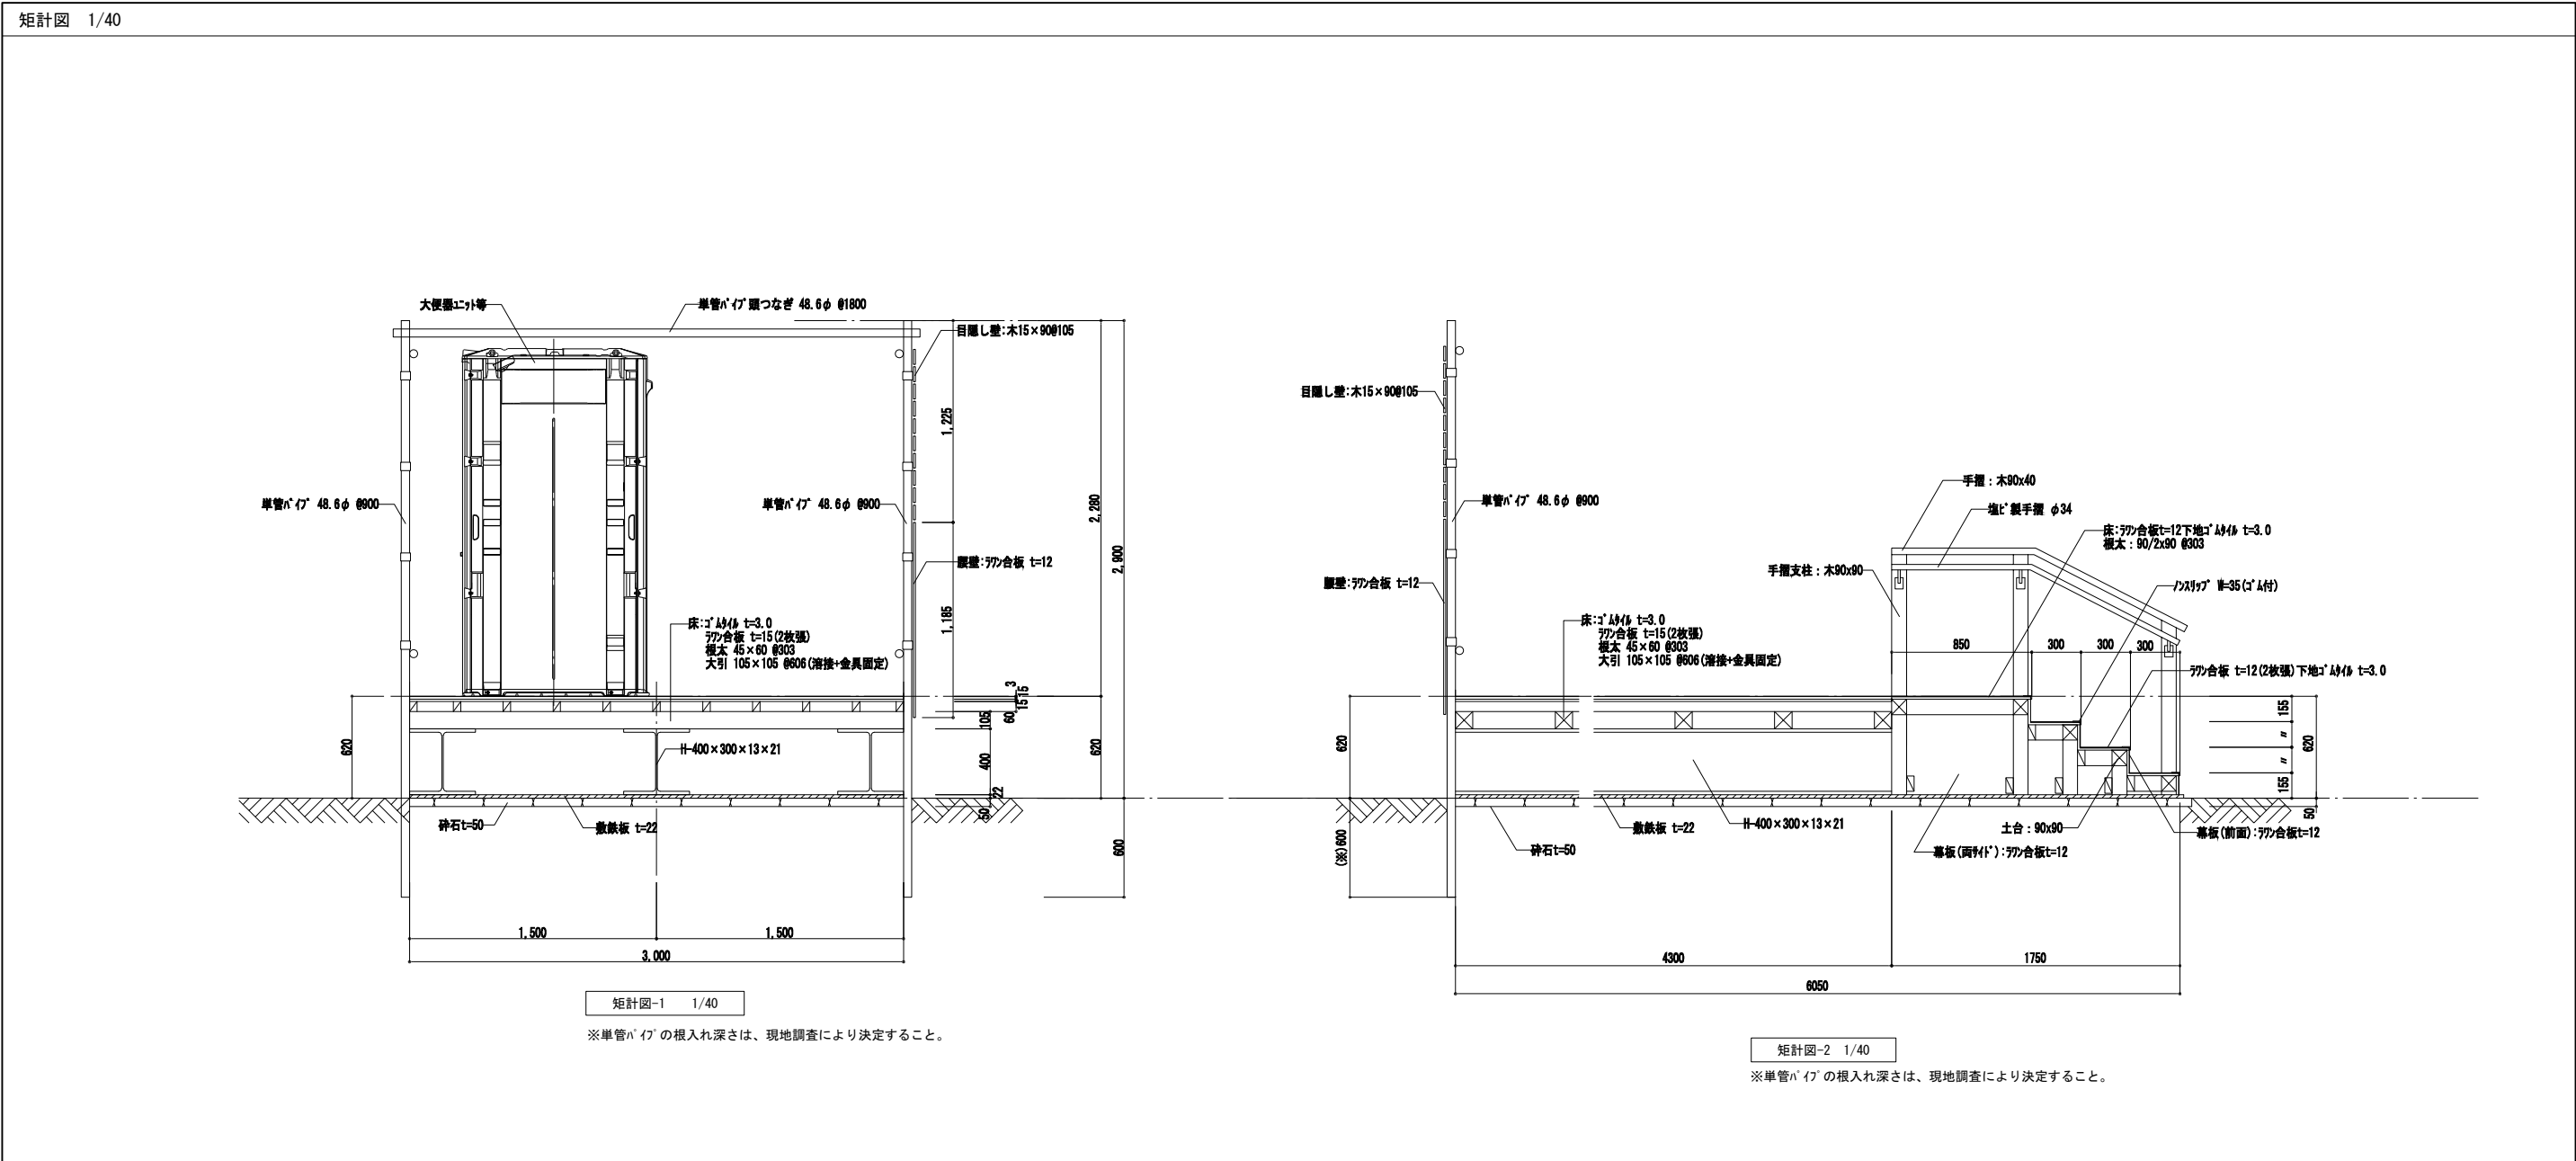 矩計図 1/40
大便器ﾕﾆｯﾄ等
単管ﾊﾟｲﾌﾟ頭つなぎ 48.6φ @1800
目隠し壁:木15×90@105
単管ﾊﾟｲﾌﾟ 48.6φ @900
単管ﾊﾟｲﾌﾟ 48.6φ @900
1,225
2,280
2,900
腰壁:ﾗﾜﾝ合板 t=12
1,185
床:ｺﾞﾑﾀｲﾙ t=3.0
ﾗﾜﾝ合板 t=15(2枚張)
根太 45×60 @303
大引 105×105 @606(溶接+金具固定)
3
15
15
60
105
620
400
620
H-400×300×13×21
22
50
砕石t=50
敷鉄板 t=22
600
1,500
1,500
3,000
矩計図-1 1/40
※単管ﾊﾟｲﾌﾟの根入れ深さは、現地調査により決定すること。
目隠し壁:木15×90@105
単管ﾊﾟｲﾌﾟ 48.6φ @900
腰壁:ﾗﾜﾝ合板 t=12
床:ｺﾞﾑﾀｲﾙ t=3.0
ﾗﾜﾝ合板 t=15(2枚張)
根太 45×60 @303
大引 105×105 @606(溶接+金具固定)
手摺：木90x40
塩ﾋﾞ製手摺 φ34
床:ﾗﾜﾝ合板t=12下地ｺﾞﾑﾀｲﾙ t=3.0
根太：90/2x90 @303
手摺支柱：木90x90
ﾉﾝｽﾘｯﾌﾟ W=35(ｺﾞﾑ付)
850
300
300
300
ﾗﾜﾝ合板 t=12(2枚張)下地ｺﾞﾑﾀｲﾙ t=3.0
620
155
〃
〃
155
620
50
(※)600
砕石t=50
敷鉄板 t=22
H-400×300×13×21
土台：90x90
幕板(両ｻｲﾄﾞ):ﾗﾜﾝ合板t=12
幕板(前面):ﾗﾜﾝ合板t=12
4300
1750
6050
矩計図-2 1/40
※単管ﾊﾟｲﾌﾟの根入れ深さは、現地調査により決定すること。